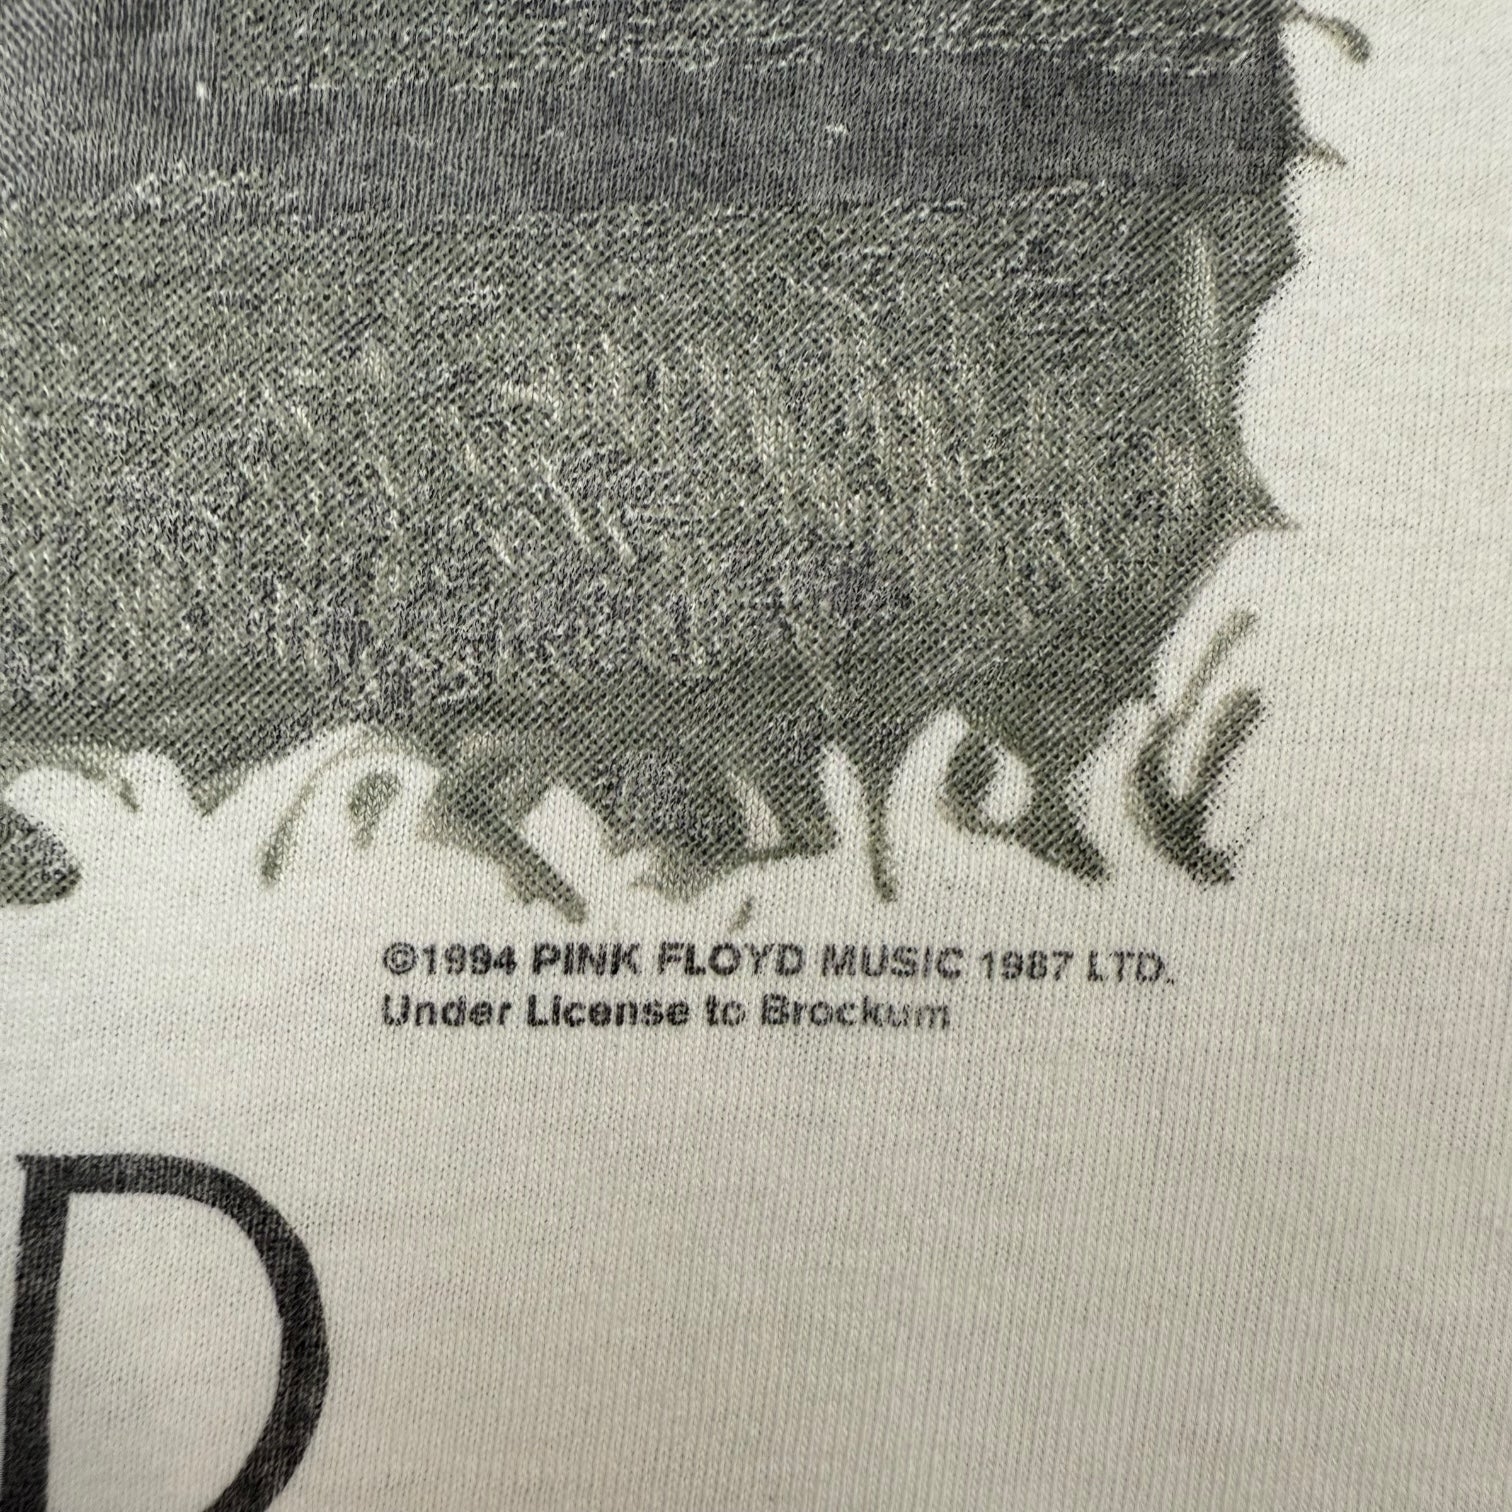 ©1994 PINK FLOYD MUSIC 1987 LTD.
Under License to Brockum
D